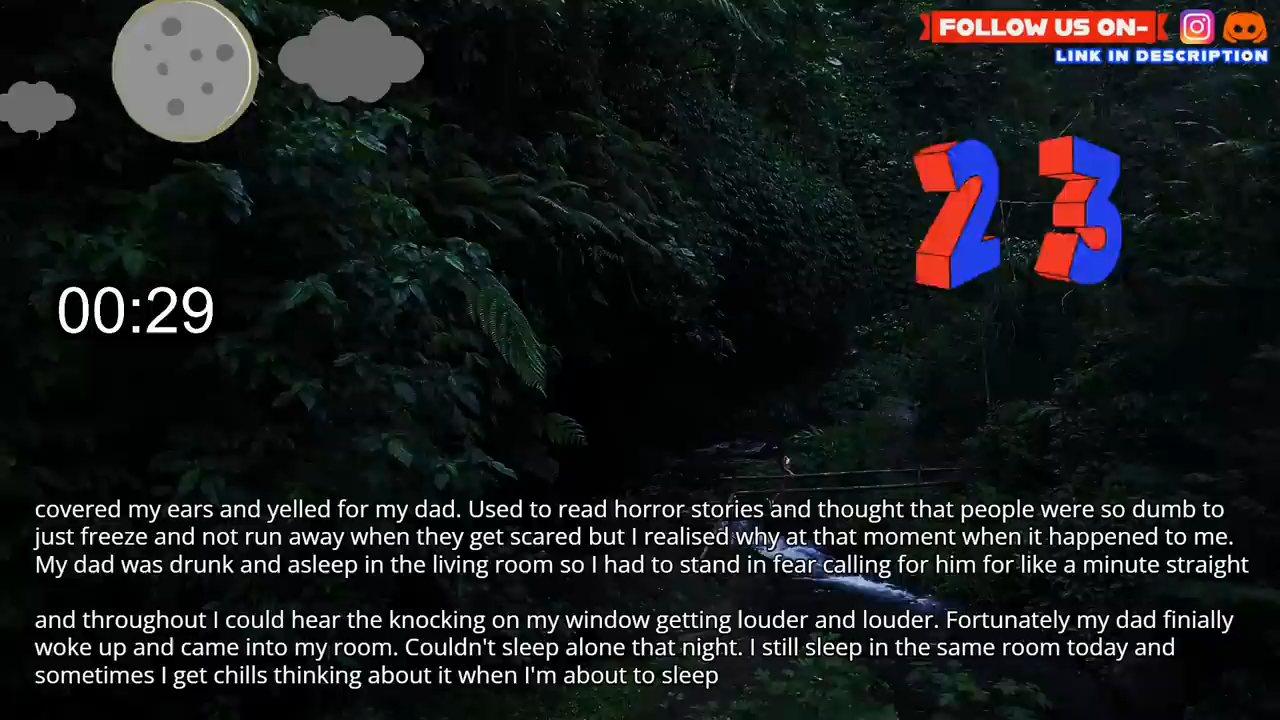 FOLLOW US ON-
LINK IN DESCRIPTION
23
00:29
covered my ears and yelled for my dad. Used to read horror stories and thought that people were so dumb to
just freeze and not run away when they get scared but I realised why at that moment when it happened to me.
My dad was drunk and asleep in the living room so I had to stand in fear calling for him for like a minute straight
and throughout I could hear the knocking on my window getting louder and louder. Fortunately my dad finially
woke up and came into my room. Couldn't sleep alone that night. I still sleep in the same room today and
sometimes I get chills thinking about it when I'm about to sleep